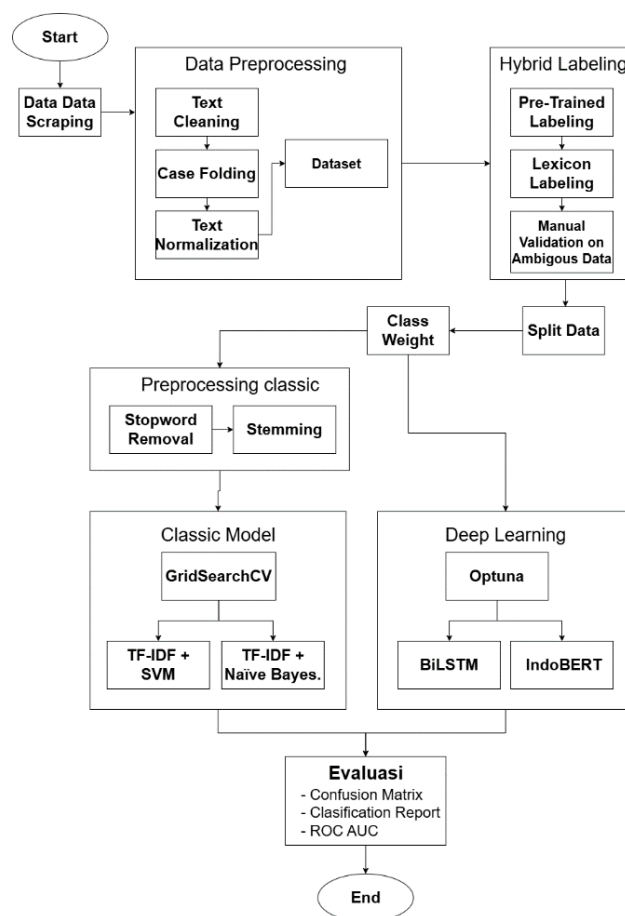 Start
Data Data
Scraping
Data Preprocessing
Text
Cleaning
Case Folding
Text
Normalization
Dataset
Hybrid Labeling
Pre-Trained
Labeling
Lexicon
Labeling
Manual
Validation on
Ambigous Data
Split Data
Class
Weight
Preprocessing classic
Stopword
Removal
Stemming
Classic Model
GridSearchCV
TF-IDF +
SVM
TF-IDF +
Naïve Bayes.
Deep Learning
Optuna
BiLSTM
IndoBERT
Evaluasi
- Confusion Matrix
- Clasification Report
- ROC AUC
End